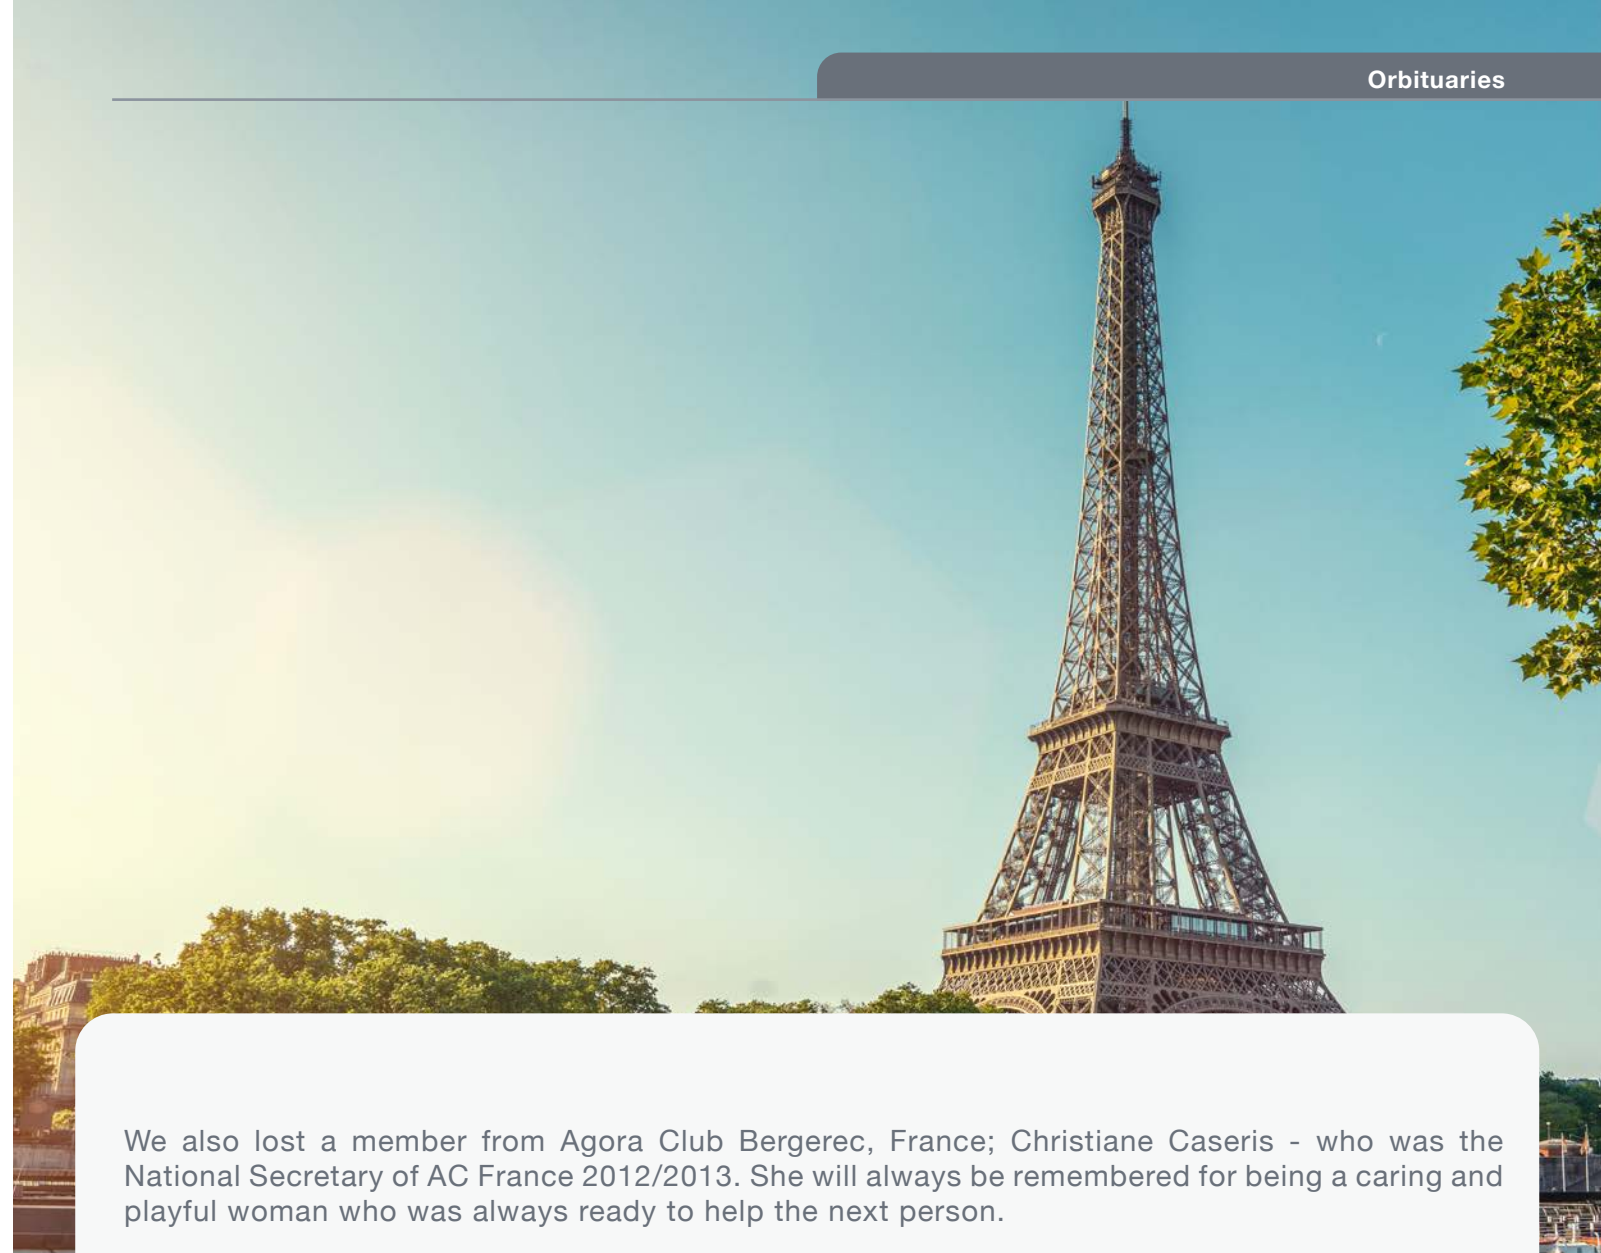 Orbituaries
We also lost a member from Agora Club Bergerec, France; Christiane Caseris - who was the
National Secretary of AC France 2012/2013. She will always be remembered for being a caring and
playful woman who was always ready to help the next person.